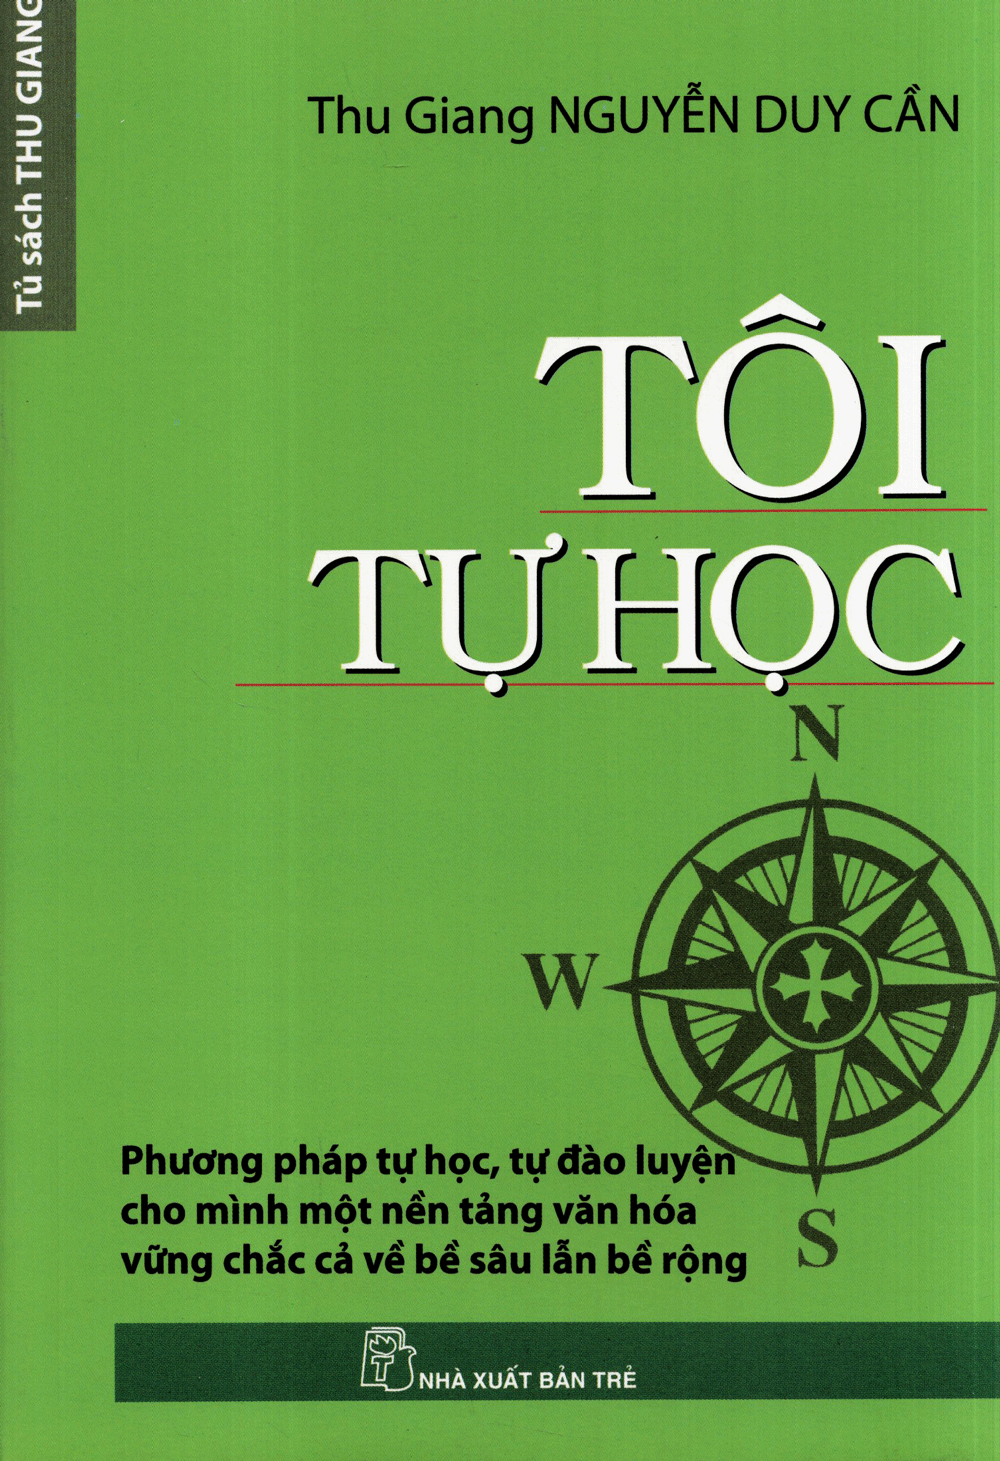 Tủ sách THU GIANG
Thu Giang NGUYỄN DUY CẦN
TÔI
TỰ HỌC
N
W
S
Phương pháp tự học, tự đào luyện
cho mình một nền tảng văn hóa
vững chắc cả về bề sâu lẫn bề rộng
T
NHÀ XUẤT BẢN TRẺ